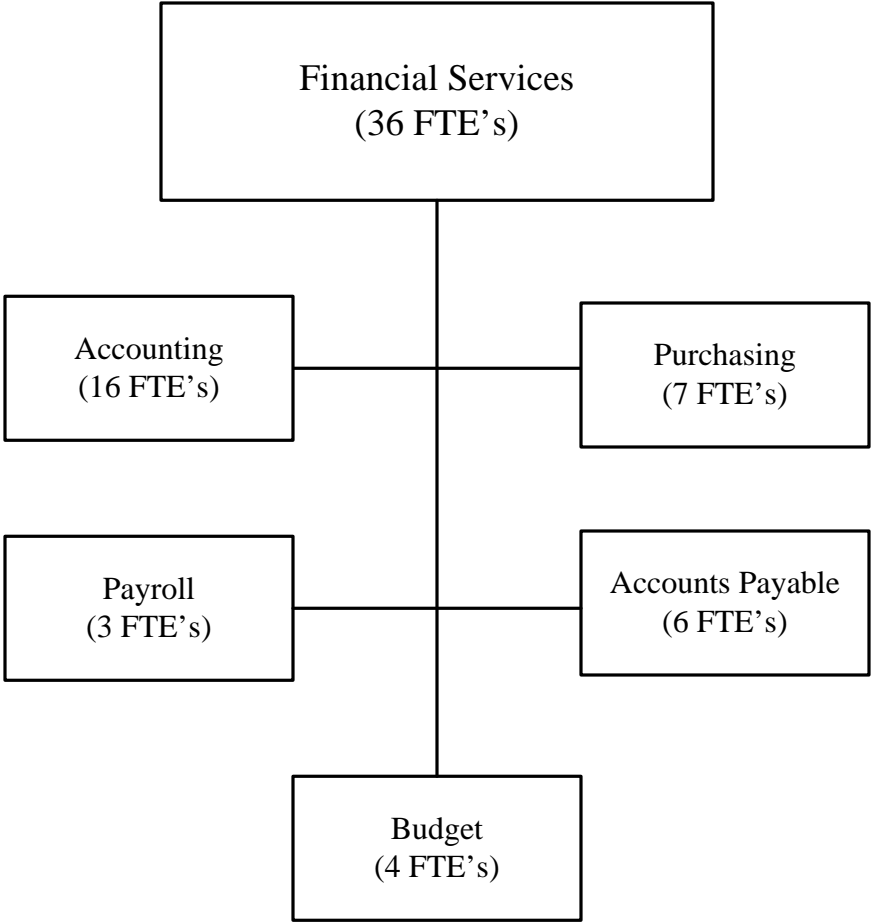 Financial Services
(36 FTE’s)
Accounting
(16 FTE’s)
Purchasing
(7 FTE’s)
Payroll
(3 FTE’s)
Accounts Payable
(6 FTE’s)
Budget
(4 FTE’s)